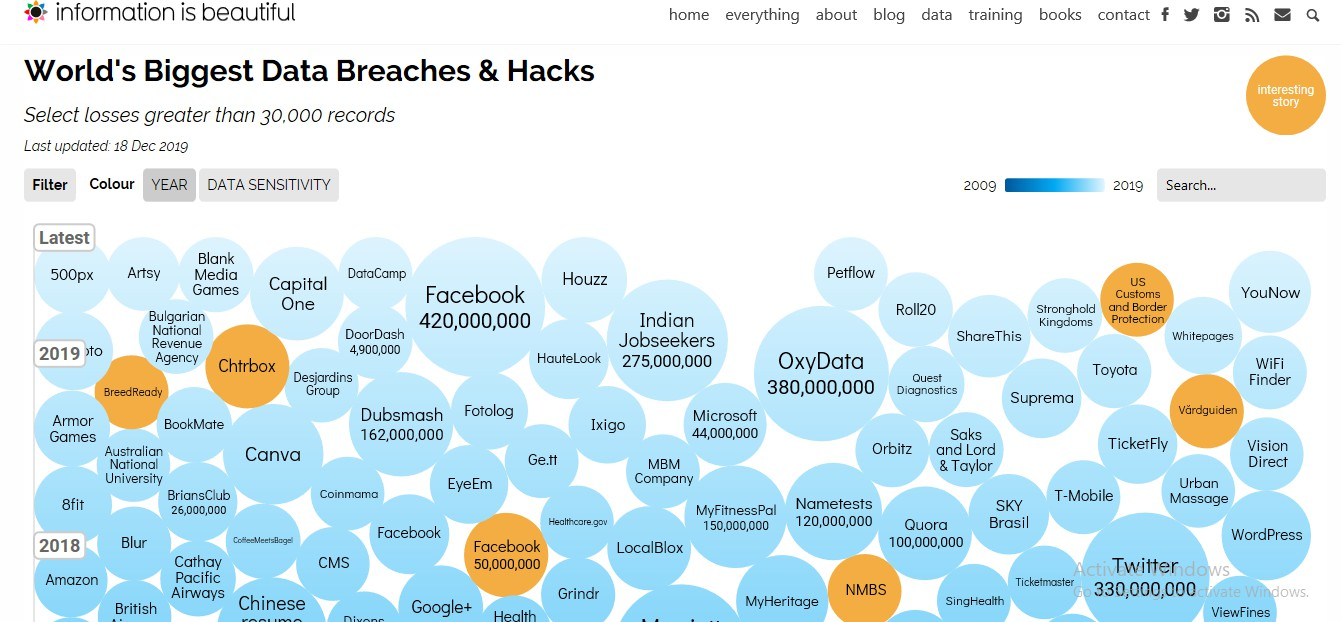 information is beautiful
home everything about blog data training books contact
World's Biggest Data Breaches & Hacks
interesting
story
Select losses greater than 30,000 records
Last updated: 18 Dec 2019
Filter Colour YEAR DATA SENSITIVITY
2009 2019 Search...
Latest
500px
Artsy
Blank
Media
Games
Capital
One
DataCamp
Facebook
420,000,000
Houzz
Petflow
Roll20
ShareThis
Stronghold
Kingdoms
US
Customs
and Border
Protection
Whitepages
YouNow
2019
Bulgarian
National
Revenue
Agency
Chtrbox
DoorDash
4,900,000
HauteLook
Indian
Jobseekers
275,000,000
OxyData
380,000,000
Quest
Diagnostics
Suprema
Toyota
WiFi
Finder
BreedReady
Desjardins
Group
Armor
Games
BookMate
Dubsmash
162,000,000
Fotolog
Ixigo
Microsoft
44,000,000
Orbitz
Saks
and Lord
& Taylor
TicketFly
Vårdguiden
Vision
Direct
Australian
National
University
Canva
Ge.tt
MBM
Company
8fit
BriansClub
26,000,000
Coinmama
EyeEm
MyFitnessPal
150,000,000
Nametests
120,000,000
Quora
100,000,000
SKY
Brasil
T-Mobile
Urban
Massage
WordPress
2018
Blur
CoffeeMeetsBagel
Facebook
Healthcare.gov
Facebook
50,000,000
LocalBlox
Amazon
Cathay
Pacific
Airways
CMS
Grindr
MyHeritage
NMBS
SingHealth
Ticketmaster
Twitter
330,000,000
ViewFines
British
Chinese
Google+
Health
Activate Windows